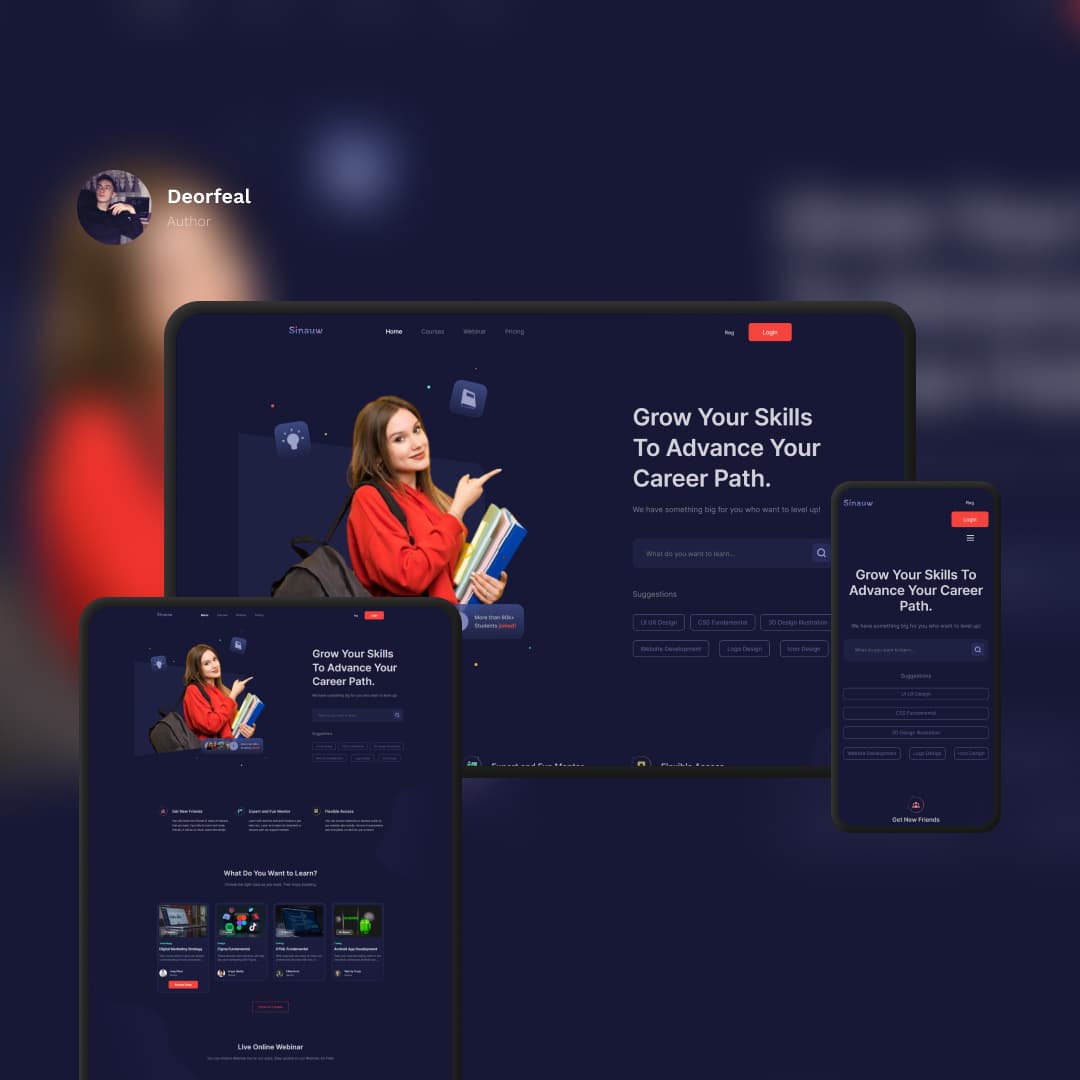 Deorfeal
Author
Sinauw
Home Courses Webinar Pricing
Reg Login
Grow Your Skills
To Advance Your
Career Path.
We have something big for you who want to level up!
What do you want to learn...
Suggestions
UI UX Design CSS Fundamental 3D Design Illustration
Website Development Logo Design Icon Design
More than 80k+
Students joined!
Expert and Fun Mentor Flexible Access
Sinauw
Reg
Login
Grow Your Skills To
Advance Your Career
Path.
We have something big for you who want to level up!
What do you want to learn...
Suggestions
UI UX Design
CSS Fundamental
3D Design Illustration
Website Development Logo Design Icon Design
Get New Friends
Sinauw
Home
Login
Grow Your Skills
To Advance Your
Career Path.
We have something big for you who want to level up!
Suggestions
Get New Friends Expert and Fun Mentor Flexible Access
What Do You Want to Learn?
Digital Marketing Strategy Figma Fundamental HTML Fundamental Android App Development
Live Online Webinar